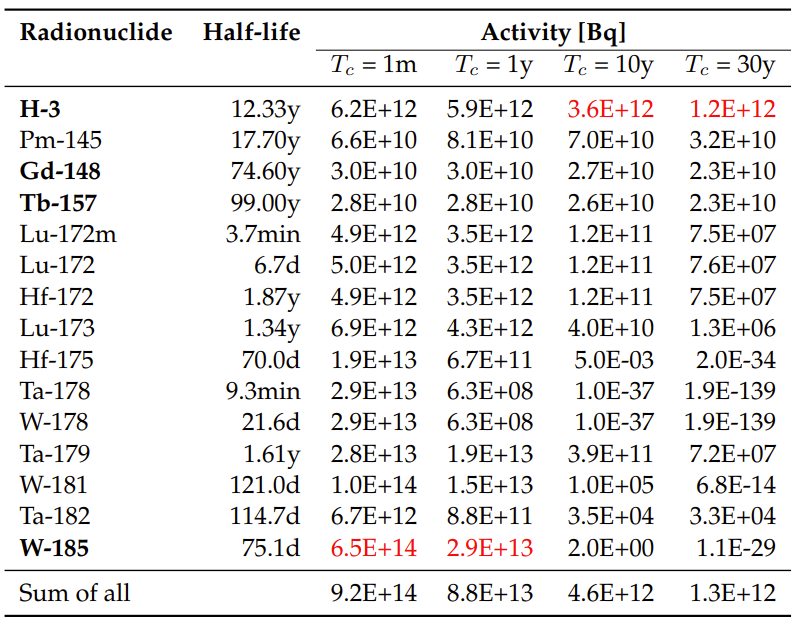 Radionuclide Half-life Activity [Bq]
T_c = 1m T_c = 1y T_c = 10y T_c = 30y
H-3 12.33y 6.2E+12 5.9E+12 3.6E+12 1.2E+12
Pm-145 17.70y 6.6E+10 8.1E+10 7.0E+10 3.2E+10
Gd-148 74.60y 3.0E+10 3.0E+10 2.7E+10 2.3E+10
Tb-157 99.00y 2.8E+10 2.8E+10 2.6E+10 2.3E+10
Lu-172m 3.7min 4.9E+12 3.5E+12 1.2E+11 7.5E+07
Lu-172 6.7d 5.0E+12 3.5E+12 1.2E+11 7.6E+07
Hf-172 1.87y 4.9E+12 3.5E+12 1.2E+11 7.5E+07
Lu-173 1.34y 6.9E+12 4.3E+12 4.0E+10 1.3E+06
Hf-175 70.0d 1.9E+13 6.7E+11 5.0E-03 2.0E-34
Ta-178 9.3min 2.9E+13 6.3E+08 1.0E-37 1.9E-139
W-178 21.6d 2.9E+13 6.3E+08 1.0E-37 1.9E-139
Ta-179 1.61y 2.8E+13 1.9E+13 3.9E+11 7.2E+07
W-181 121.0d 1.0E+14 1.5E+13 1.0E+05 6.8E-14
Ta-182 114.7d 6.7E+12 8.8E+11 3.5E+04 3.3E+04
W-185 75.1d 6.5E+14 2.9E+13 2.0E+00 1.1E-29
Sum of all 9.2E+14 8.8E+13 4.6E+12 1.3E+12